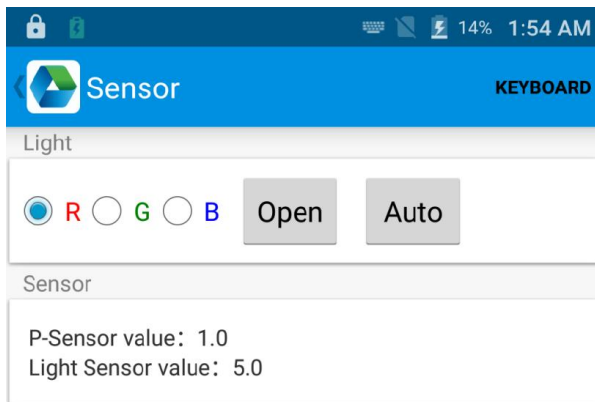 14% 1:54 AM
Sensor KEYBOARD
Light
R G B Open Auto
Sensor
P-Sensor value：1.0
Light Sensor value：5.0